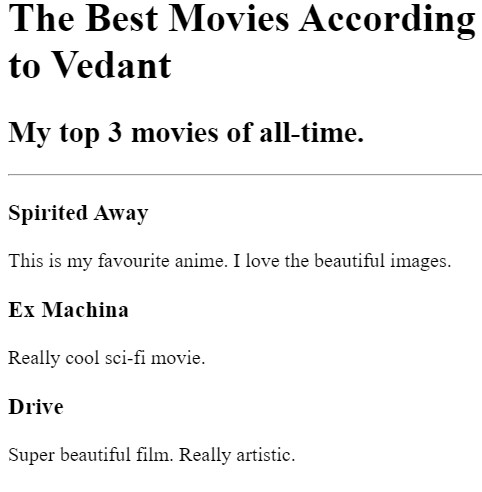 The Best Movies According
to Vedant
My top 3 movies of all-time.
Spirited Away
This is my favourite anime. I love the beautiful images.
Ex Machina
Really cool sci-fi movie.
Drive
Super beautiful film. Really artistic.